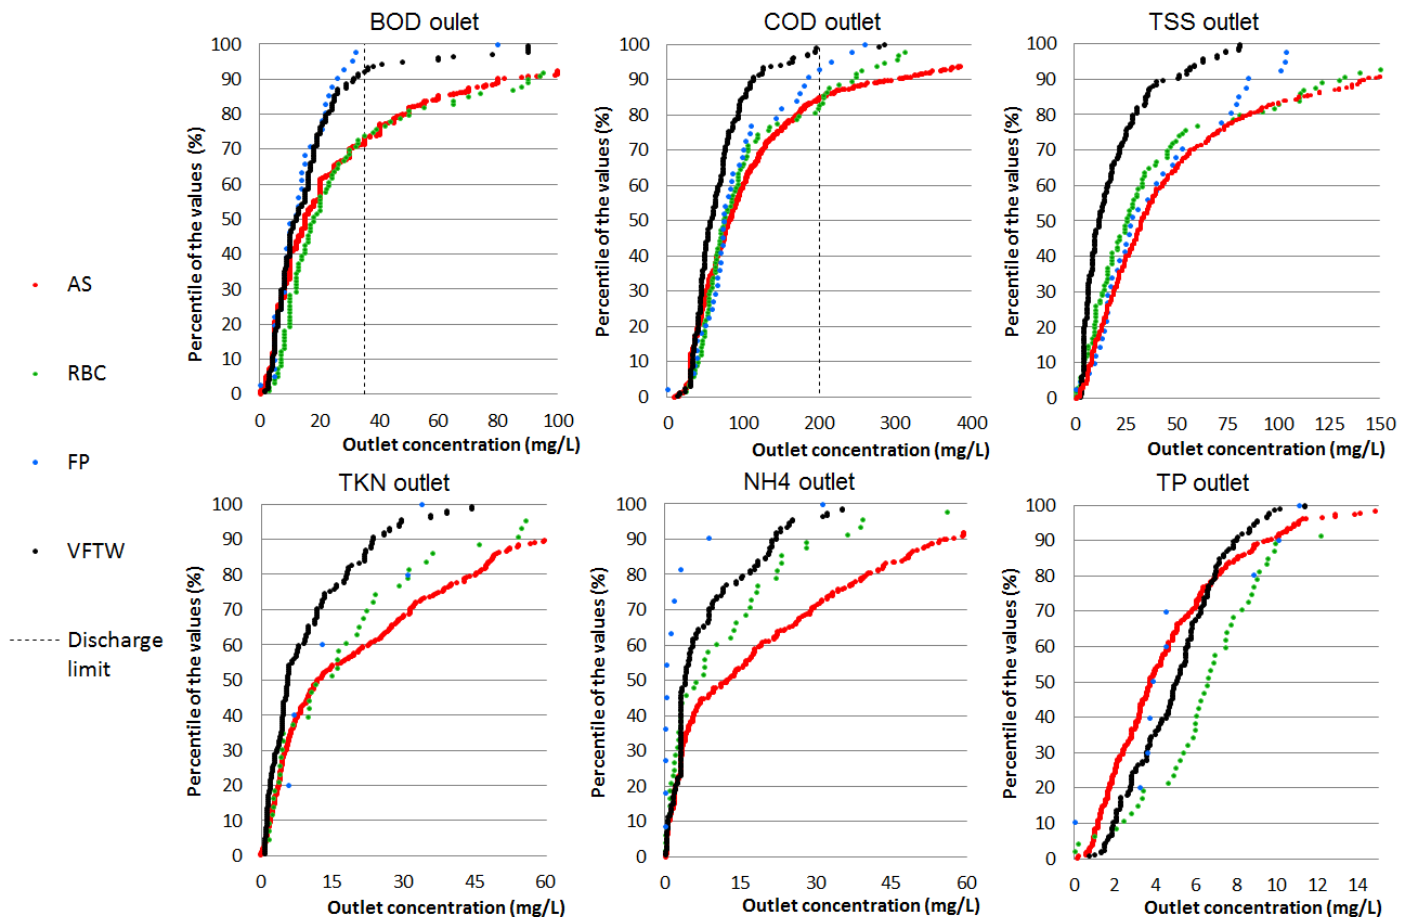 BOD oulet
COD outlet
TSS outlet
Percentile of the values (%)
100
90
80
70
60
50
40
30
20
10
0
0 20 40 60 80 100
Outlet concentration (mg/L)
Percentile of the values (%)
100
90
80
70
60
50
40
30
20
10
0
0 100 200 300 400
Outlet concentration (mg/L)
Percentile of the values (%)
100
90
80
70
60
50
40
30
20
10
0
0 25 50 75 100 125 150
Outlet concentration (mg/L)
AS
RBC
FP
VFTW
Discharge
limit
TKN outlet
NH4 outlet
TP outlet
Percentile of the values (%)
100
90
80
70
60
50
40
30
20
10
0
0 15 30 45 60
Outlet concentration (mg/L)
Percentile of the values (%)
100
90
80
70
60
50
40
30
20
10
0
0 15 30 45 60
Outlet concentration (mg/L)
Percentile of the values (%)
100
90
80
70
60
50
40
30
20
10
0
0 2 4 6 8 10 12 14
Outlet concentration (mg/L)